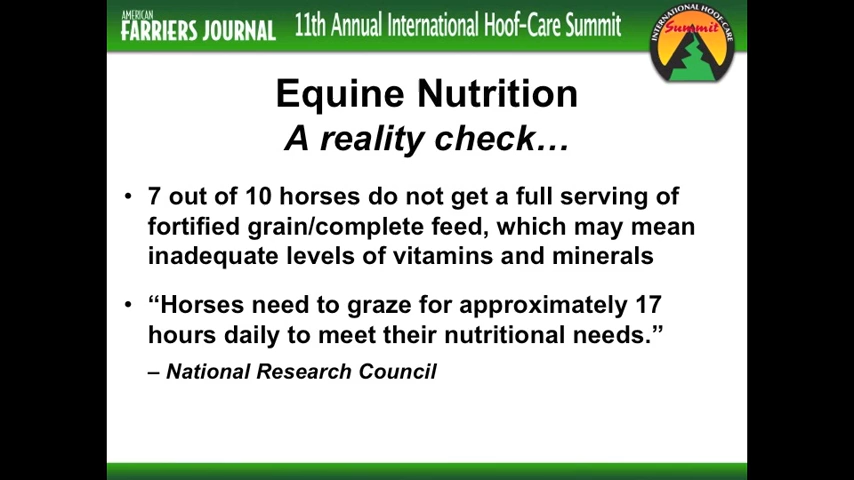 AMERICAN
FARRIERS JOURNAL
11th Annual International Hoof-Care Summit
INTERNATIONAL HOOF-CARE
Summit
Equine Nutrition
A reality check…
• 7 out of 10 horses do not get a full serving of
fortified grain/complete feed, which may mean
inadequate levels of vitamins and minerals
• “Horses need to graze for approximately 17
hours daily to meet their nutritional needs.”
– National Research Council